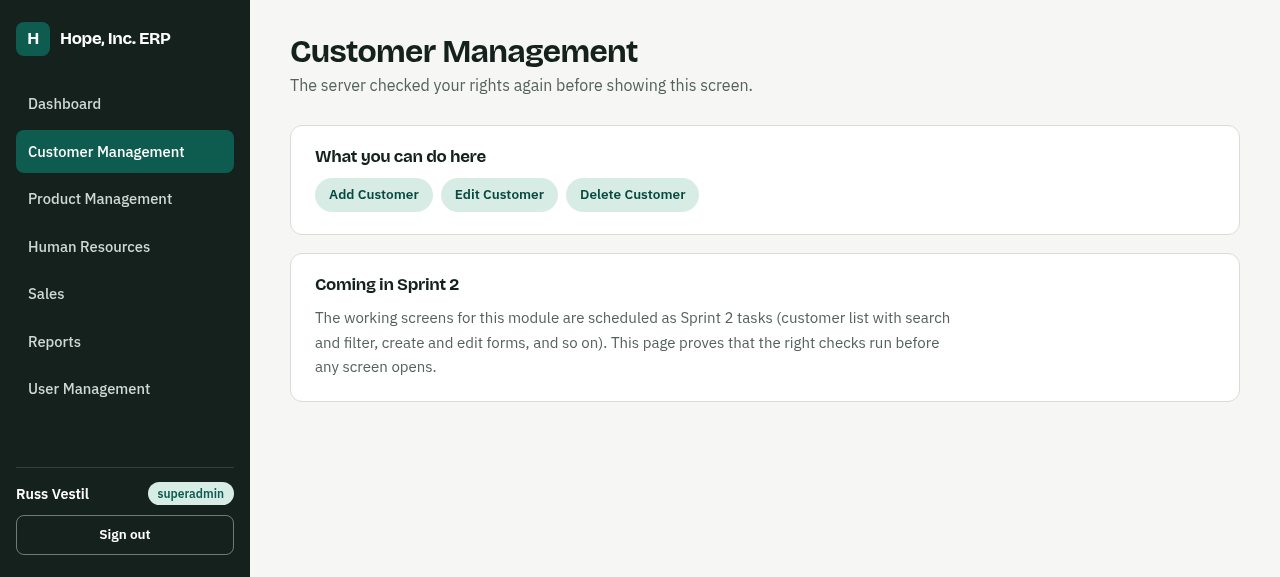 H
Hope, Inc. ERP
Dashboard
Customer Management
Product Management
Human Resources
Sales
Reports
User Management
Russ Vestil
superadmin
Sign out
Customer Management
The server checked your rights again before showing this screen.
What you can do here
Add Customer
Edit Customer
Delete Customer
Coming in Sprint 2
The working screens for this module are scheduled as Sprint 2 tasks (customer list with search
and filter, create and edit forms, and so on). This page proves that the right checks run before
any screen opens.